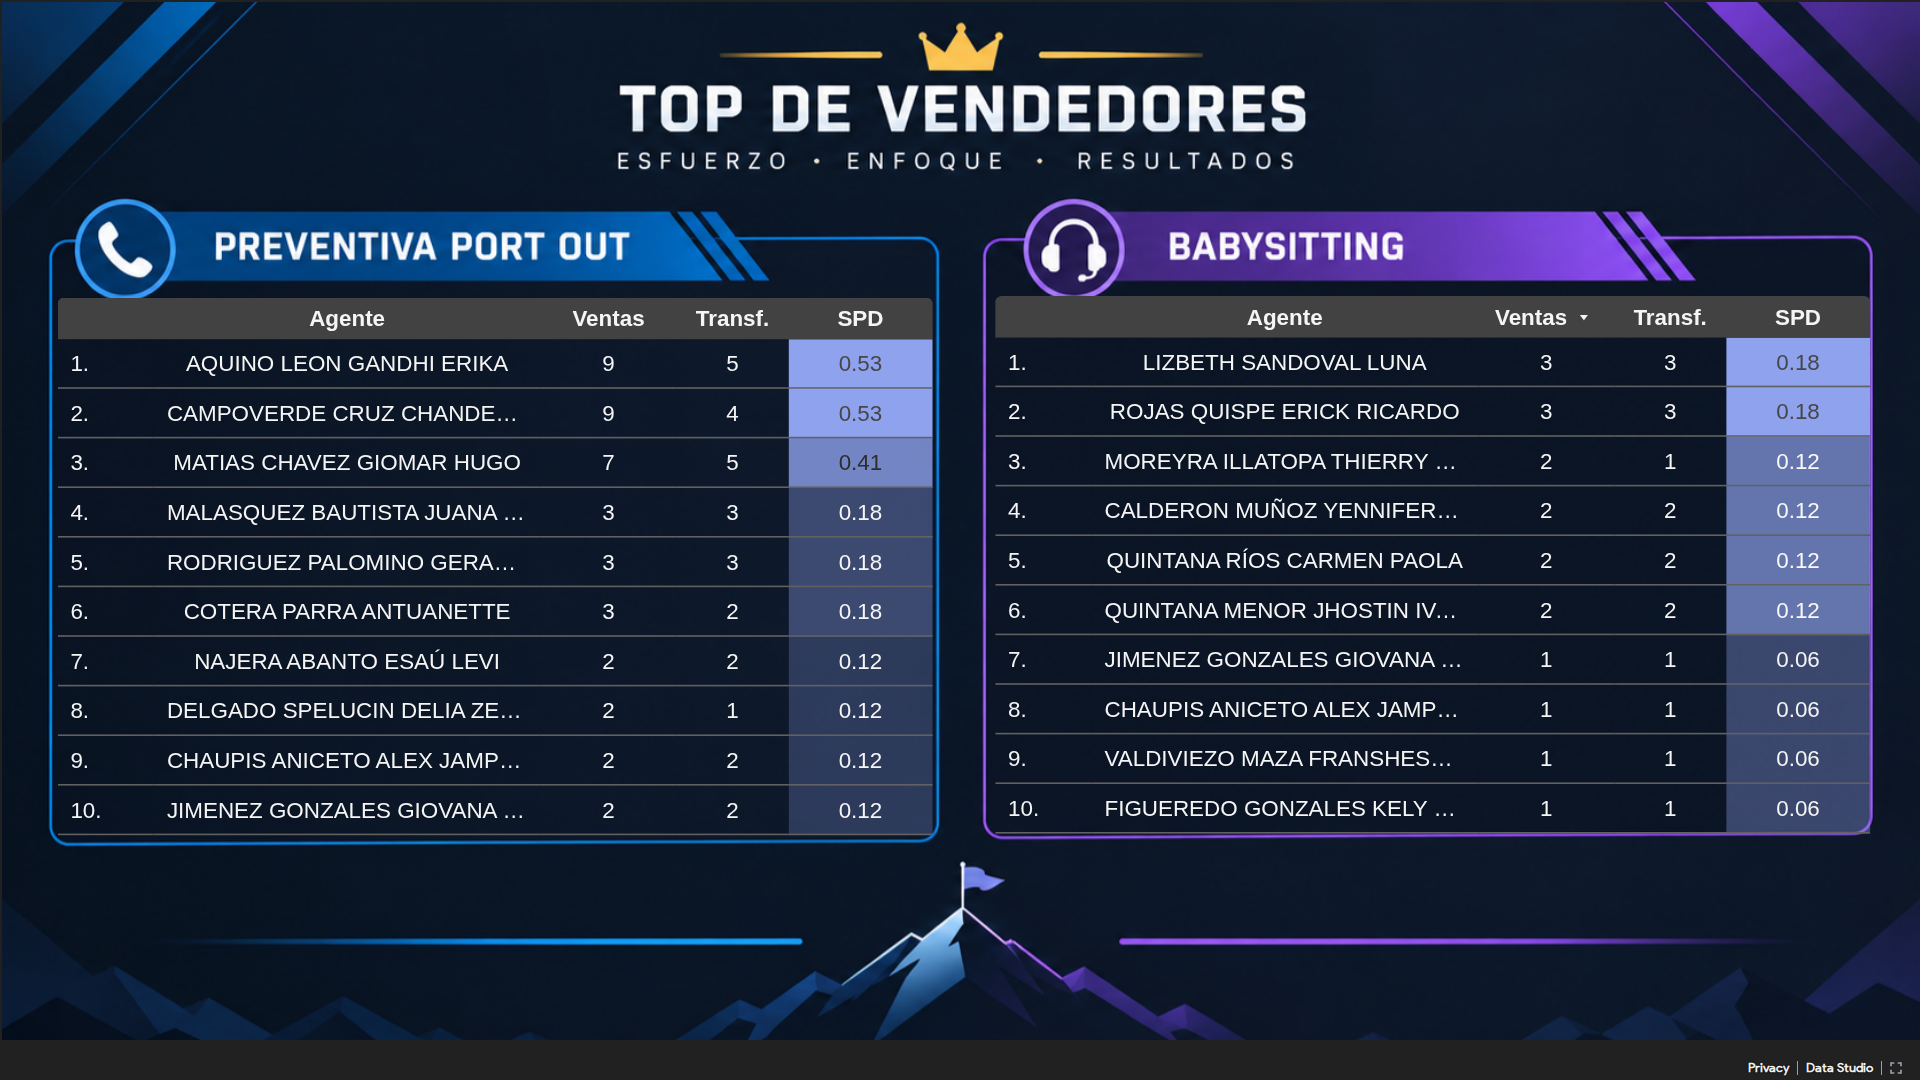 TOP DE VENDEDORES
ESFUERZO • ENFOQUE • RESULTADOS
PREVENTIVA PORT OUT
Agente Ventas Transf. SPD
1. AQUINO LEON GANDHI ERIKA 9 5 0.53
2. CAMPOVERDE CRUZ CHANDE... 9 4 0.53
3. MATIAS CHAVEZ GIOMAR HUGO 7 5 0.41
4. MALASQUEZ BAUTISTA JUANA ... 3 3 0.18
5. RODRIGUEZ PALOMINO GERA... 3 3 0.18
6. COTERA PARRA ANTUANETTE 3 2 0.18
7. NAJERA ABANTO ESAÚ LEVI 2 2 0.12
8. DELGADO SPELUCIN DELIA ZE... 2 1 0.12
9. CHAUPIS ANICETO ALEX JAMP... 2 2 0.12
10. JIMENEZ GONZALES GIOVANA ... 2 2 0.12
BABYSITTING
Agente Ventas Transf. SPD
1. LIZBETH SANDOVAL LUNA 3 3 0.18
2. ROJAS QUISPE ERICK RICARDO 3 3 0.18
3. MOREYRA ILLATOPA THIERRY ... 2 1 0.12
4. CALDERON MUÑOZ YENNIFER... 2 2 0.12
5. QUINTANA RÍOS CARMEN PAOLA 2 2 0.12
6. QUINTANA MENOR JHOSTIN IV... 2 2 0.12
7. JIMENEZ GONZALES GIOVANA ... 1 1 0.06
8. CHAUPIS ANICETO ALEX JAMP... 1 1 0.06
9. VALDIVIEZO MAZA FRANSHES... 1 1 0.06
10. FIGUEREDO GONZALES KELY ... 1 1 0.06
Privacy Data Studio